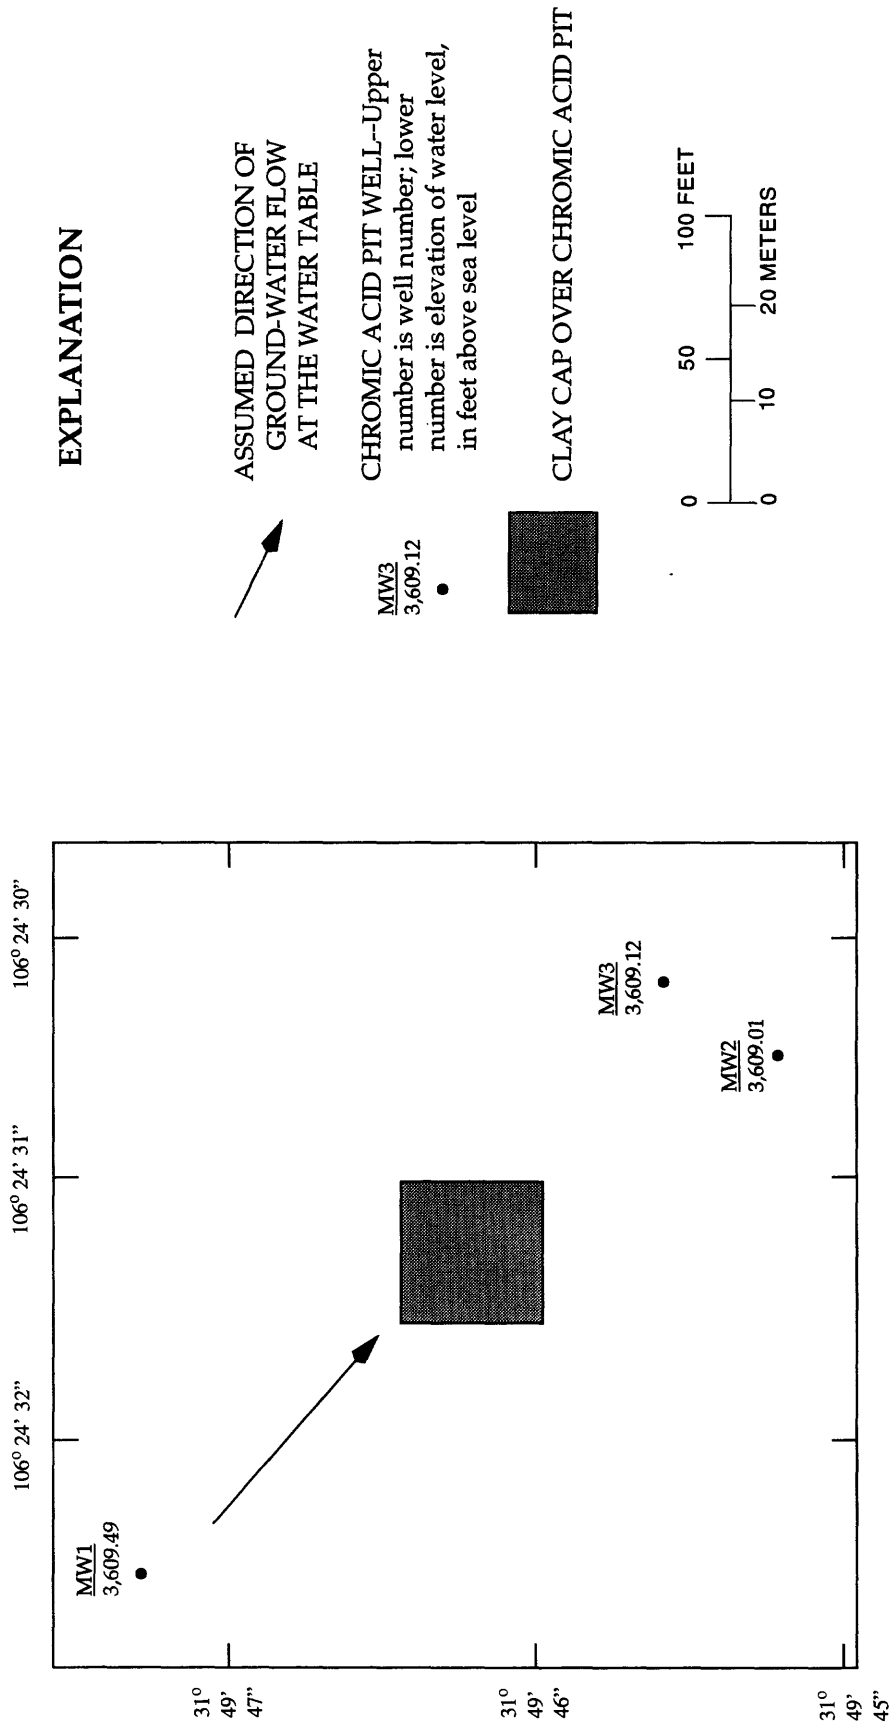 106° 24' 32"
106° 24' 31"
106° 24' 30"
31°
49'
47"
31°
49'
46"
31°
49'
45"
MW1
3,609.49
MW3
3,609.12
MW2
3,609.01
EXPLANATION
ASSUMED DIRECTION OF
GROUND-WATER FLOW
AT THE WATER TABLE
MW3
3,609.12
CHROMIC ACID PIT WELL--Upper
number is well number; lower
number is elevation of water level,
in feet above sea level
CLAY CAP OVER CHROMIC ACID PIT
0 50 100 FEET
0 10 20 METERS